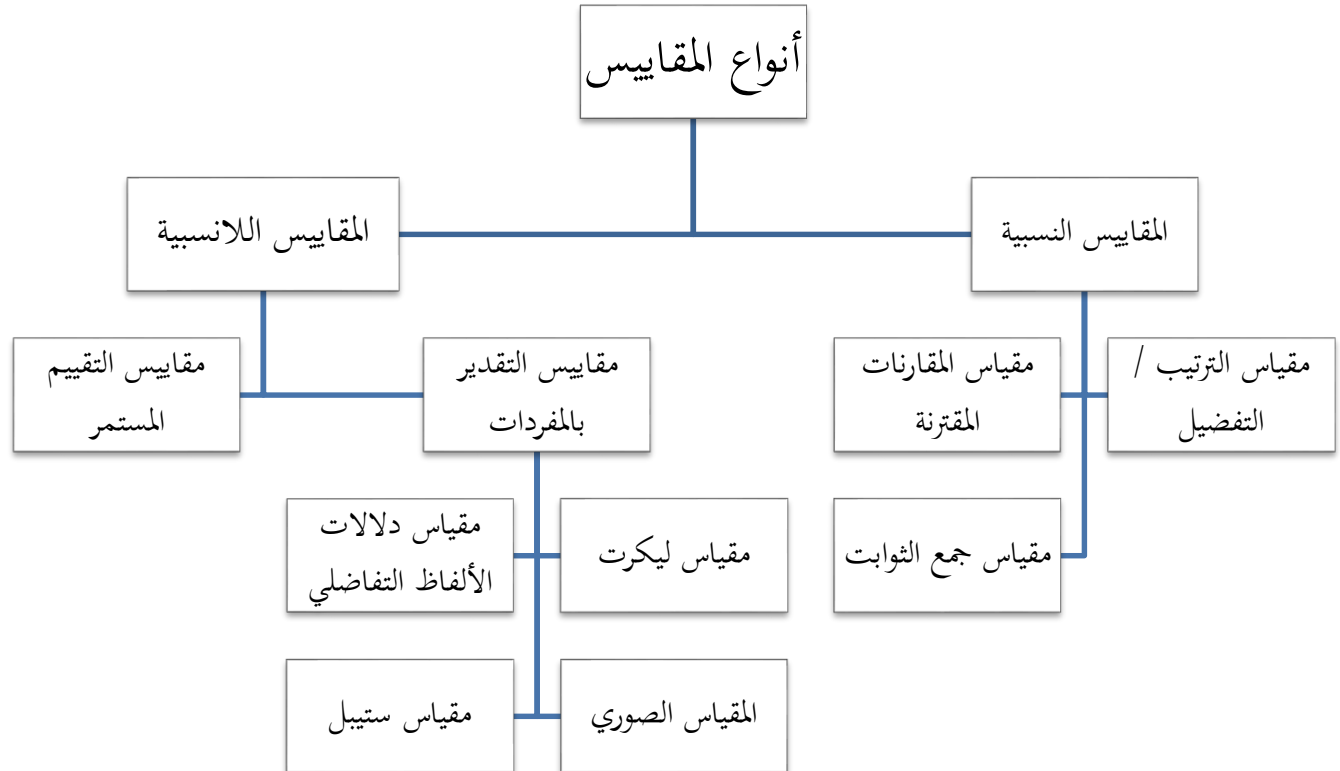 أنواع المقاييس
المقاييس النسبية
المقاييس اللانسبية
مقياس الترتيب /
التفضيل
مقياس المقارنات
المقترنة
مقاييس التقدير
بالمفردات
مقاييس التقييم
المستمر
مقياس جمع الثوابت
مقياس ليكرت
مقياس دلالات
الألفاظ التفاضلي
المقياس الصوري
مقياس ستيبل